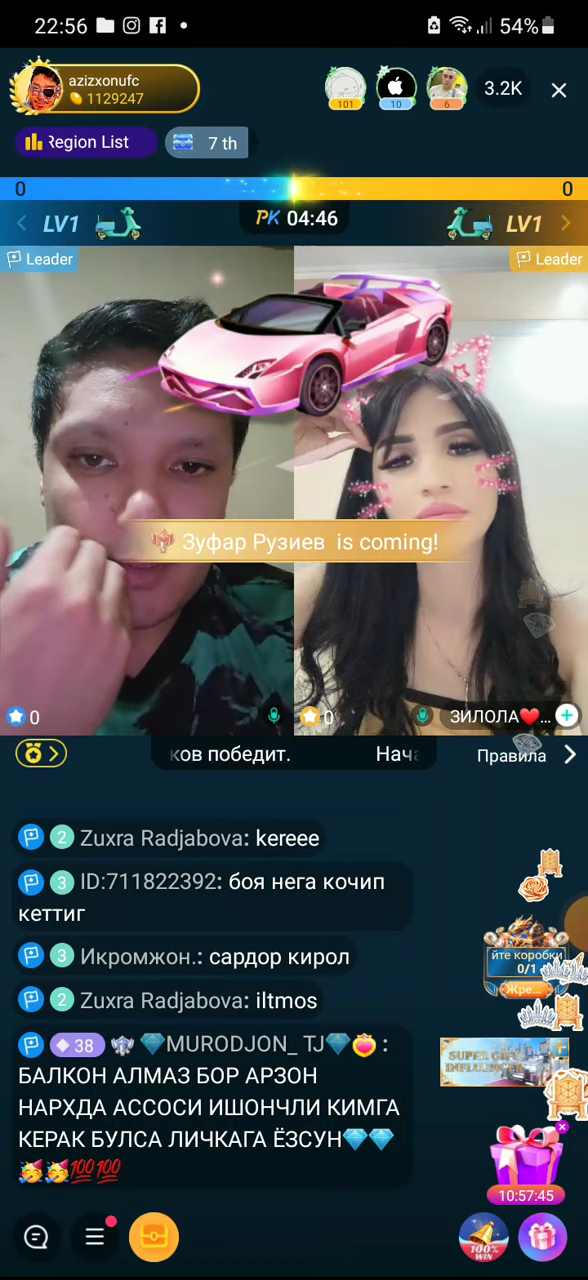 22:56
54%
azizxonufc
1129247
101
10
6
3.2K
Region List
7 th
0
0
LV1
PK 04:46
LV1
Leader
Leader
Зуфар Рузиев is coming!
0
0
ЗИЛОЛА❤️...
ков победит.
Нача
Правила
2 Zuxra Radjabova: kereee
3 ID:711822392: боя нега кочип
кеттиг
3 Икромжон.: сардор кирол
2 Zuxra Radjabova: iltmos
38 💎MURODJON_ TJ💎 :
БАЛКОН АЛМАЗ БОР АРЗОН
НАРХДА АССОСИ ИШОНЧЛИ КИМГА
КЕРАК БУЛСА ЛИЧКАГА ЁЗСУН💎💎
🥳🥳💯💯
йте коробки
0/1
Жре...
SUPER GIFT
INFLUENCER
10:57:45
100%
WIN